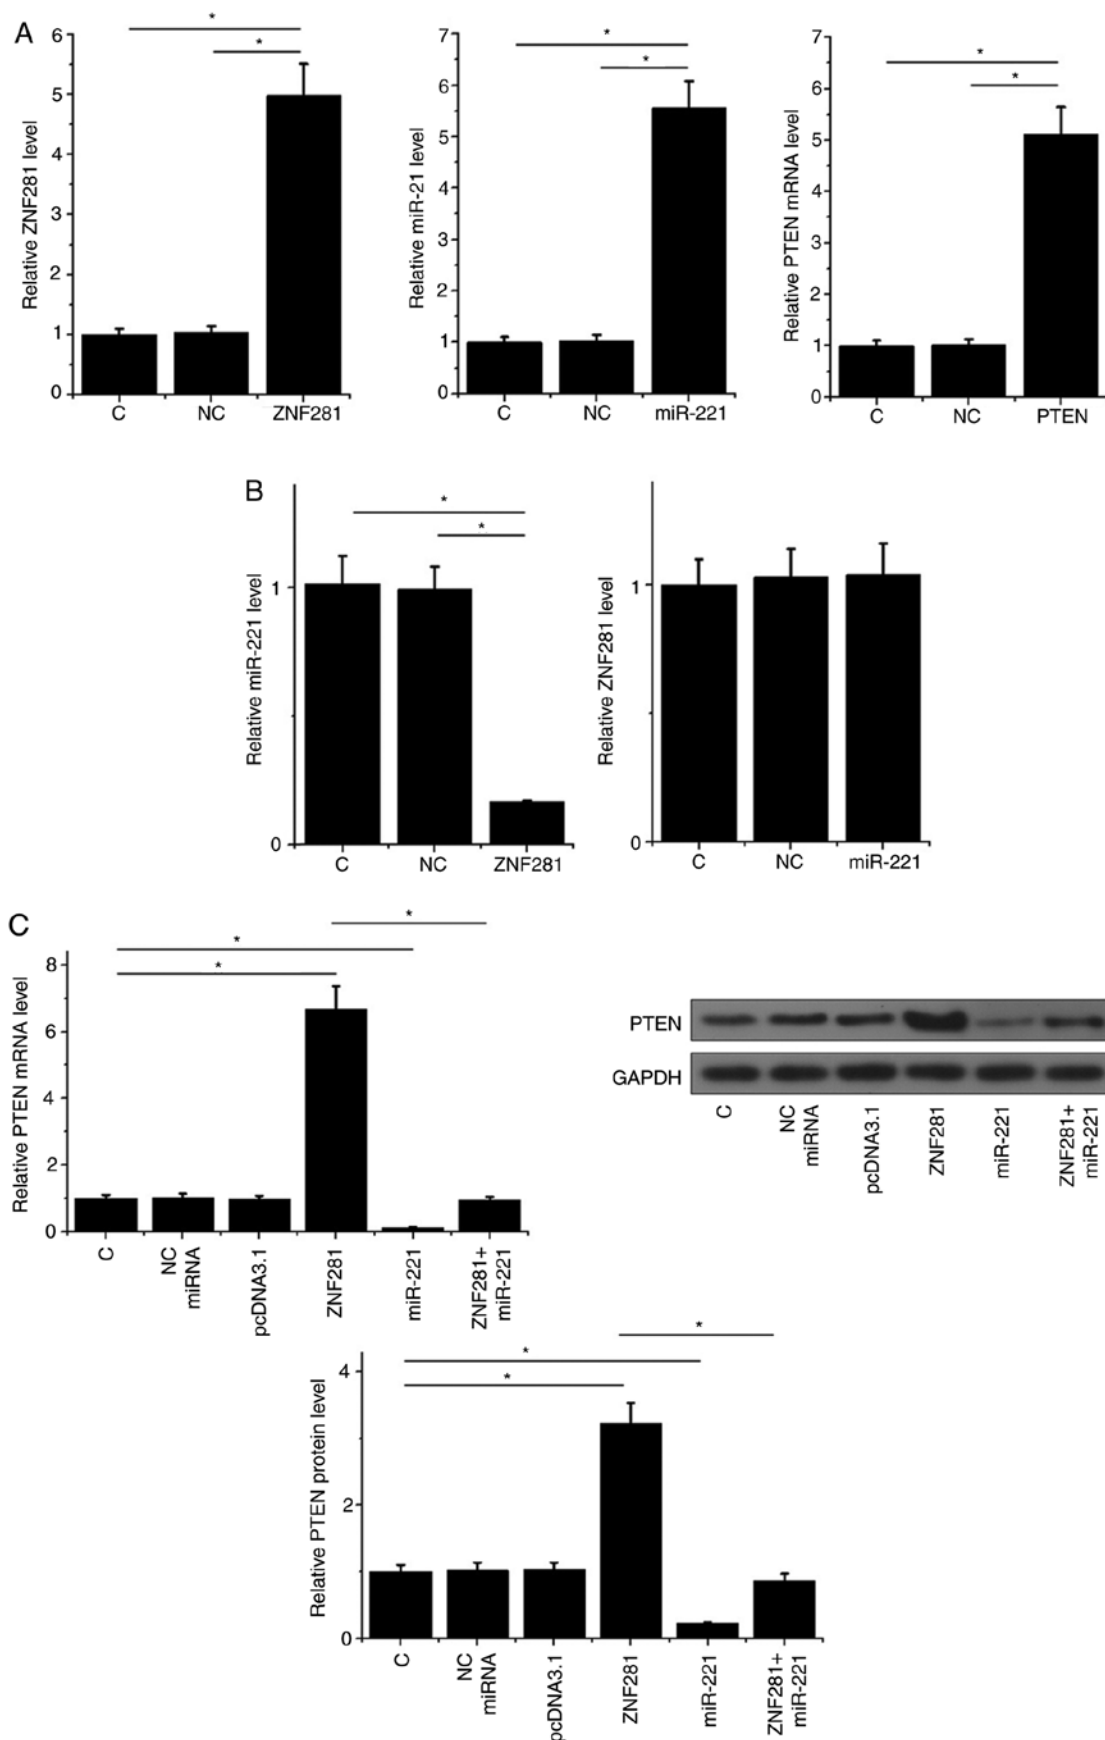 A
*
*
Relative ZNF281 level
6
5
4
3
2
1
0
C NC ZNF281
*
*
Relative miR-21 level
7
6
5
4
3
2
1
0
C NC miR-221
*
*
Relative PTEN mRNA level
7
6
5
4
3
2
1
0
C NC PTEN
B
*
*
Relative miR-221 level
1
0
C NC ZNF281
Relative ZNF281 level
1
0
C NC miR-221
C
*
*
*
Relative PTEN mRNA level
8
6
4
2
1
0
C
NC
miRNA
pcDNA3.1
ZNF281
miR-221
ZNF281+
miR-221
PTEN
GAPDH
C
NC
miRNA
pcDNA3.1
ZNF281
miR-221
ZNF281+
miR-221
*
*
*
Relative PTEN protein level
4
2
1
0
C
NC
miRNA
pcDNA3.1
ZNF281
miR-221
ZNF281+
miR-221